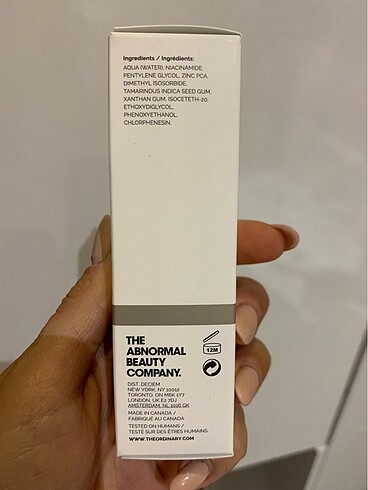 Ingredients / Ingrédients:
AQUA (WATER), NIACINAMIDE,
PENTYLENE GLYCOL, ZINC PCA,
DIMETHYL ISOSORBIDE,
TAMARINDUS INDICA SEED GUM,
XANTHAN GUM, ISOCETETH-20,
ETHOXYDIGLYCOL,
PHENOXYETHANOL,
CHLORPHENESIN.
THE
ABNORMAL
BEAUTY
COMPANY.
12M
DIST. DECIEM
NEW YORK, NY 10012
TORONTO, ON M8K 1Y7
LONDON, UK E2 7DJ
AMSTERDAM, NL 1016 GK
MADE IN CANADA /
FABRIQUÉ AU CANADA
TESTED ON HUMANS /
TESTÉ SUR DES ÊTRES HUMAINS.
WWW.THEORDINARY.COM